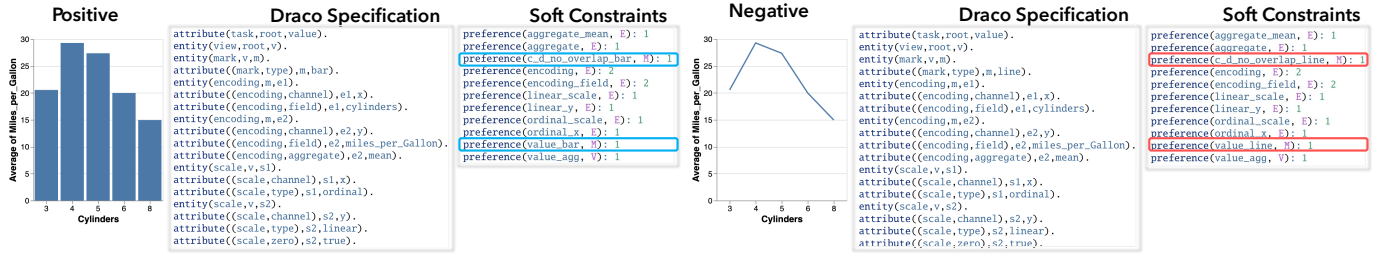 Positive
Draco Specification
Soft Constraints
Average of Miles_per_Gallon
30
25
20
15
10
5
0
3 4 5 6 8
Cylinders
attribute(task,root,value).
entity(view,root,v).
entity(mark,v,m).
attribute((mark,type),m,bar).
entity(encoding,m,e1).
attribute((encoding,channel),e1,x).
attribute((encoding,field),e1,cylinders).
entity(encoding,m,e2).
attribute((encoding,channel),e2,y).
attribute((encoding,field),e2,miles_per_Gallon).
attribute((encoding,aggregate),e2,mean).
entity(scale,v,s1).
attribute((scale,channel),s1,x).
attribute((scale,type),s1,ordinal).
entity(scale,v,s2).
attribute((scale,channel),s2,y).
attribute((scale,type),s2,linear).
attribute((scale,zero),s2,true).
preference(aggregate_mean, E): 1
preference(aggregate, E): 1
preference(c_d_no_overlap_bar, M): 1
preference(encoding, E): 2
preference(encoding_field, E): 2
preference(linear_scale, E): 1
preference(linear_y, E): 1
preference(ordinal_scale, E): 1
preference(ordinal_x, E): 1
preference(value_bar, M): 1
preference(value_agg, V): 1
Negative
Draco Specification
Soft Constraints
Average of Miles_per_Gallon
30
25
20
15
10
5
0
3 4 5 6 8
Cylinders
attribute(task,root,value).
entity(view,root,v).
entity(mark,v,m).
attribute((mark,type),m,line).
entity(encoding,m,e1).
attribute((encoding,channel),e1,x).
attribute((encoding,field),e1,cylinders).
entity(encoding,m,e2).
attribute((encoding,channel),e2,y).
attribute((encoding,field),e2,miles_per_Gallon).
attribute((encoding,aggregate),e2,mean).
entity(scale,v,s1).
attribute((scale,channel),s1,x).
attribute((scale,type),s1,ordinal).
entity(scale,v,s2).
attribute((scale,channel),s2,y).
attribute((scale,type),s2,linear).
attribute((scale,zero),s2,true).
preference(aggregate_mean, E): 1
preference(aggregate, E): 1
preference(c_d_no_overlap_line, M): 1
preference(encoding, E): 2
preference(encoding_field, E): 2
preference(linear_scale, E): 1
preference(linear_y, E): 1
preference(ordinal_scale, E): 1
preference(ordinal_x, E): 1
preference(value_line, M): 1
preference(value_agg, V): 1